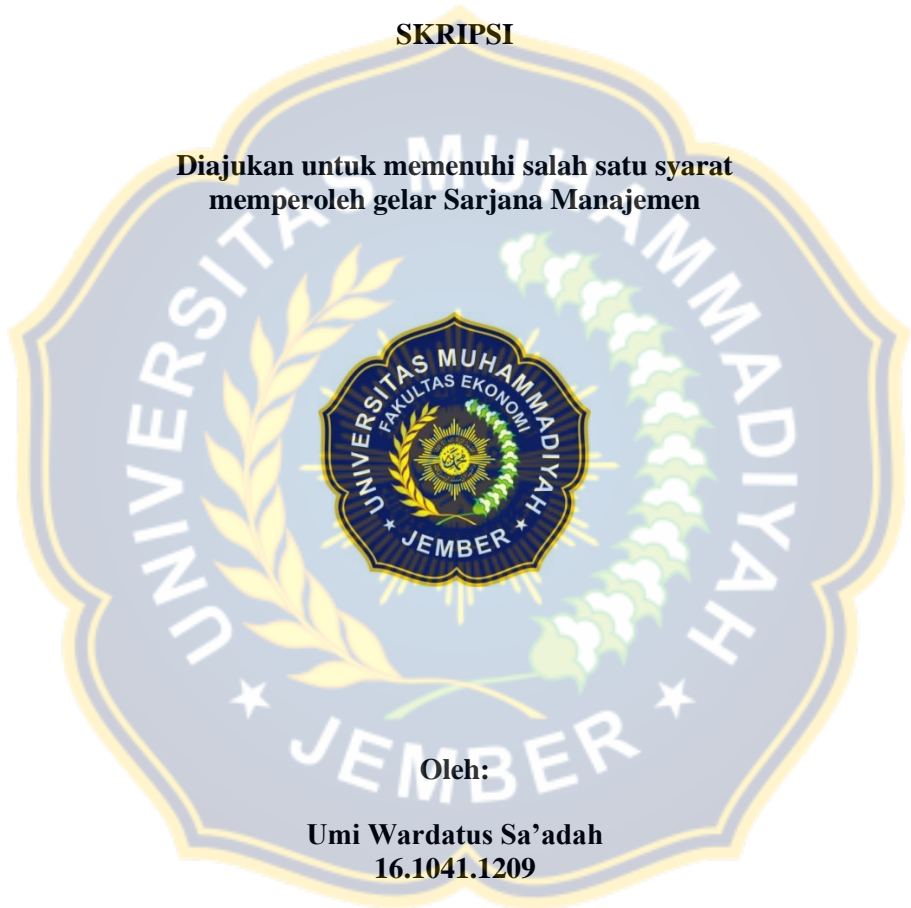 SKRIPSI
Diajukan untuk memenuhi salah satu syarat
memperoleh gelar Sarjana Manajemen
UNIVERSITAS MUHAMMADIYAH
JEMBER
UNIVERSITAS MUHAMMADIYAH
FAKULTAS EKONOMI
JEMBER
Oleh:
Umi Wardatus Sa’adah
16.1041.1209